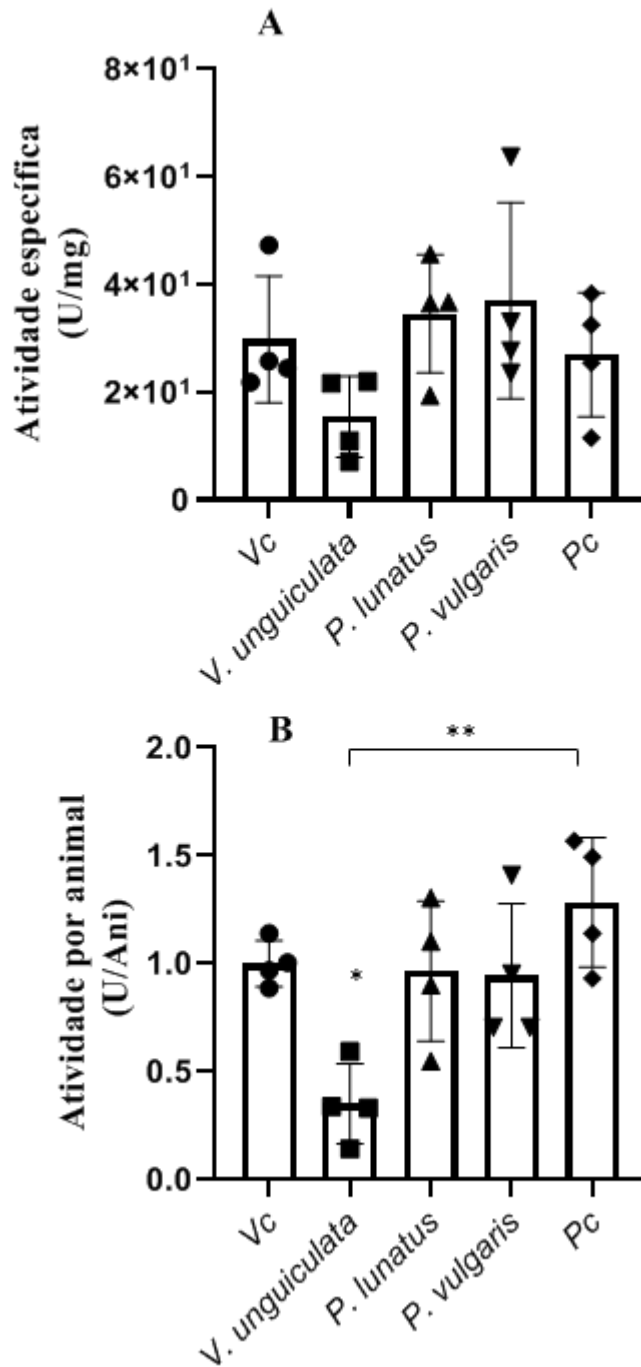 A
Atividade específica
(U/mg)
8×10¹
6×10¹
4×10¹
2×10¹
0
Vc
V. unguiculata
P. lunatus
P. vulgaris
Pc
B
**
Atividade por animal
(U/Ani)
2.0
1.5
1.0
*
0.5
0.0
Vc
V. unguiculata
P. lunatus
P. vulgaris
Pc